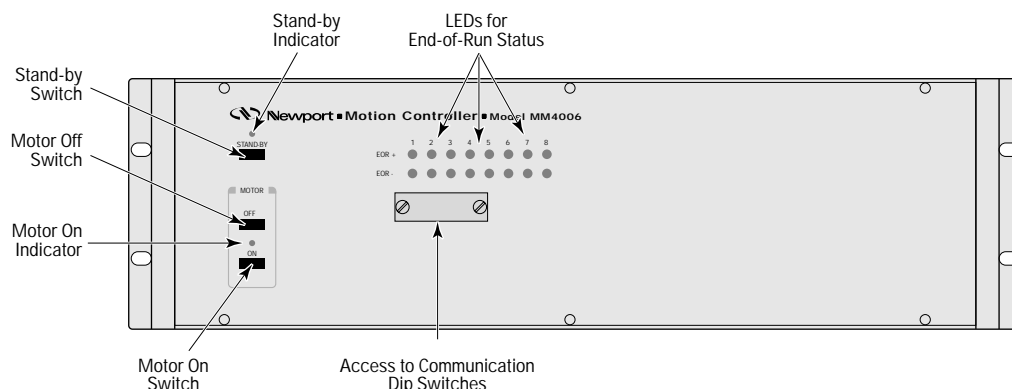 Stand-by
Indicator
LEDs for
End-of-Run Status
Stand-by
Switch
Newport ■ Motion Controller ■ Model MM4006
STAND-BY
1 2 3 4 5 6 7 8
EOR +
EOR -
Motor Off
Switch
MOTOR
OFF
Motor On
Indicator
ON
Motor On
Switch
Access to Communication
Dip Switches